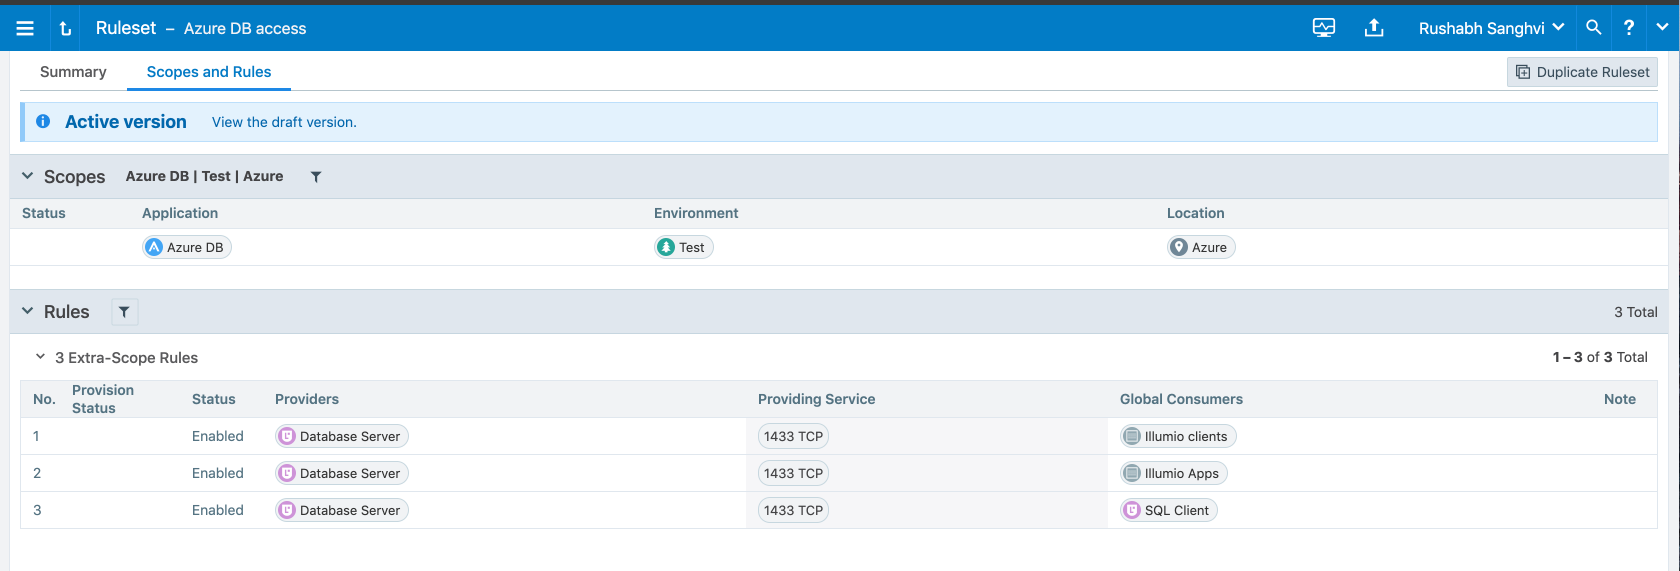 Ruleset – Azure DB access
Rushabh Sanghvi
?
Summary
Scopes and Rules
Duplicate Ruleset
Active version View the draft version.
Scopes Azure DB | Test | Azure
Status Application Environment Location
Azure DB Test Azure
Rules 3 Total
3 Extra-Scope Rules 1 – 3 of 3 Total
No. Provision Status Status Providers Providing Service Global Consumers Note
1 Enabled Database Server 1433 TCP Illumio clients
2 Enabled Database Server 1433 TCP Illumio Apps
3 Enabled Database Server 1433 TCP SQL Client